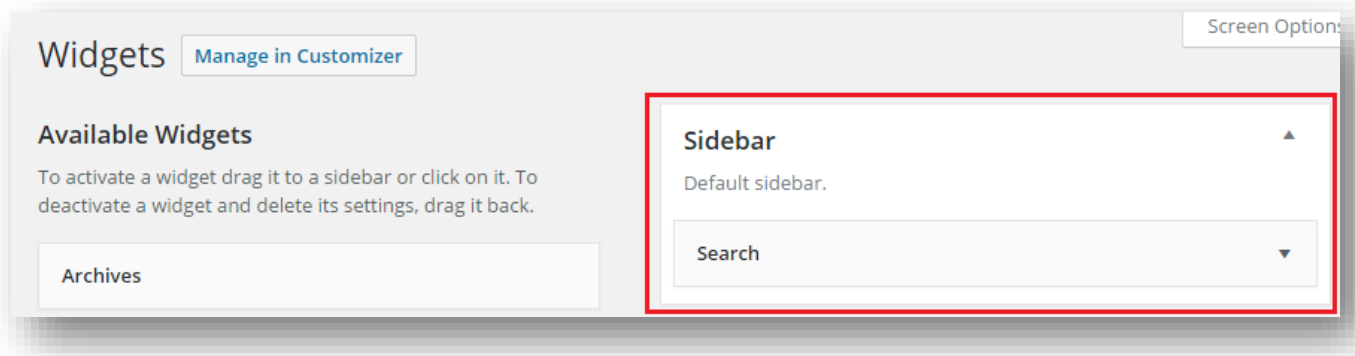 Screen Options
Widgets
Manage in Customizer
Available Widgets
To activate a widget drag it to a sidebar or click on it. To
deactivate a widget and delete its settings, drag it back.
Archives
Sidebar
Default sidebar.
Search